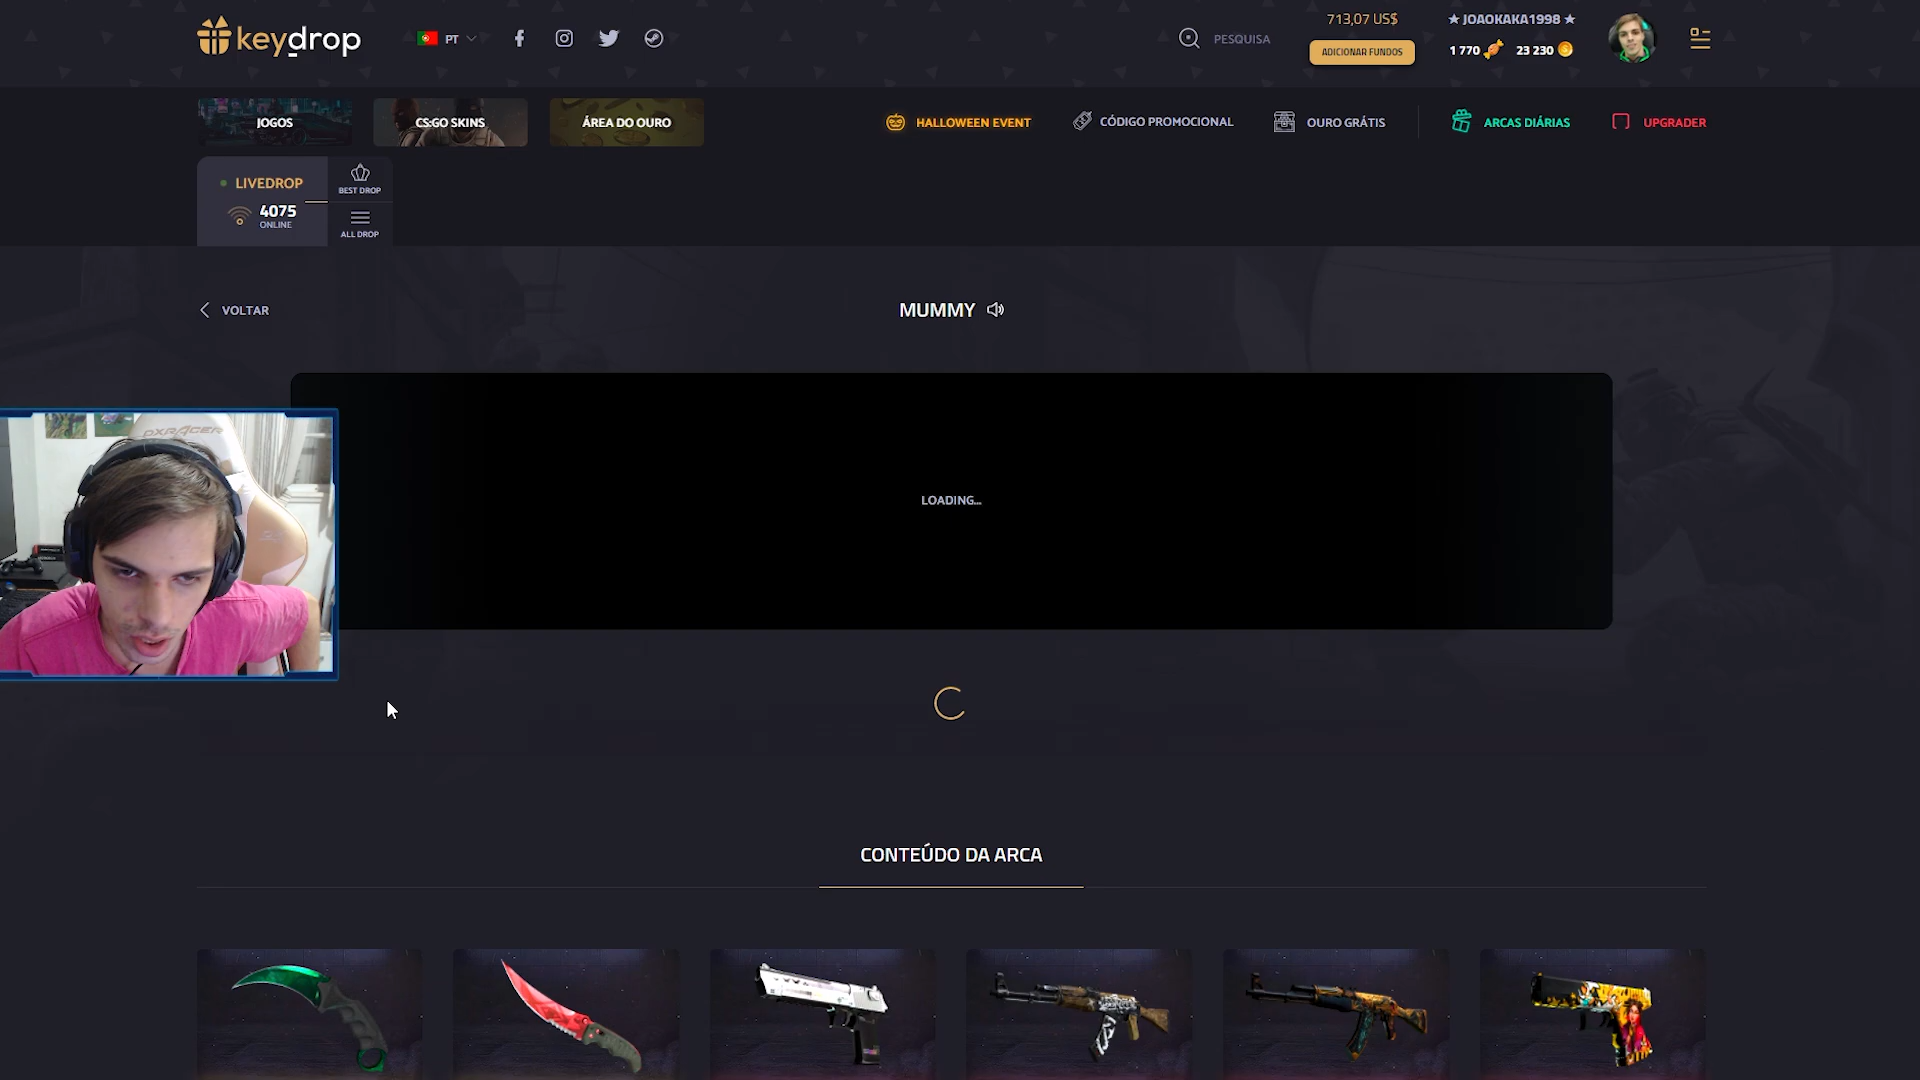 keydrop
PT
PESQUISA
713,07 US$
ADICIONAR FUNDOS
★ JOAOKAKA1998 ★
1 770
23 230
JOGOS
CS:GO SKINS
ÁREA DO OURO
HALLOWEEN EVENT
CÓDIGO PROMOCIONAL
OURO GRÁTIS
ARCAS DIÁRIAS
UPGRADER
LIVEDROP
4075
ONLINE
BEST DROP
ALL DROP
VOLTAR
MUMMY
LOADING...
DXRACER
CONTEÚDO DA ARCA